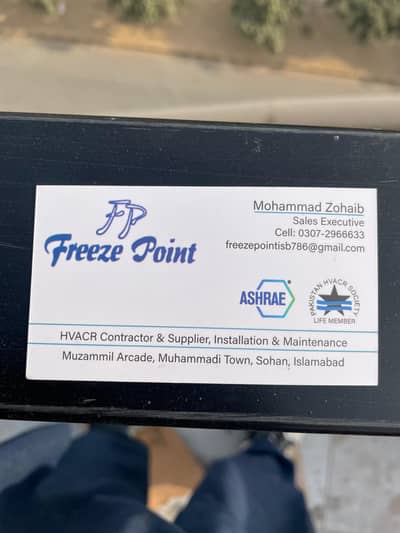 FP
Freeze Point
Mohammad Zohaib
Sales Executive
Cell: 0307-2966633
freezepointisb786@gmail.com
ASHRAE
PAKISTAN HVACR SOCIETY
LIFE MEMBER
HVACR Contractor & Supplier, Installation & Maintenance
Muzammil Arcade, Muhammadi Town, Sohan, Islamabad